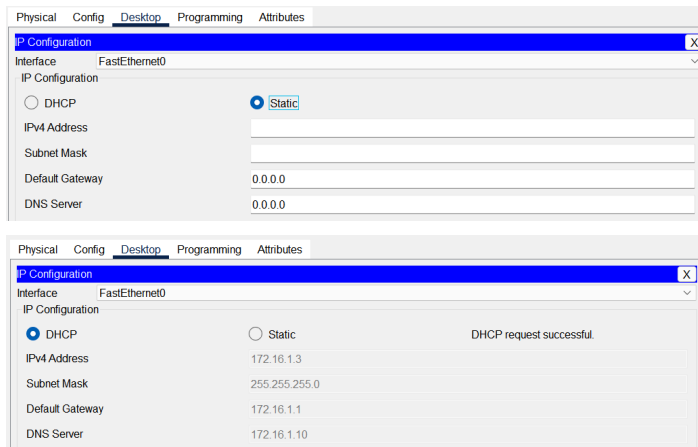 Physical Config Desktop Programming Attributes
IP Configuration X
Interface FastEthernet0
IP Configuration
DHCP Static
IPv4 Address
Subnet Mask
Default Gateway 0.0.0.0
DNS Server 0.0.0.0
Physical Config Desktop Programming Attributes
IP Configuration X
Interface FastEthernet0
IP Configuration
DHCP Static DHCP request successful.
IPv4 Address 172.16.1.3
Subnet Mask 255.255.255.0
Default Gateway 172.16.1.1
DNS Server 172.16.1.10